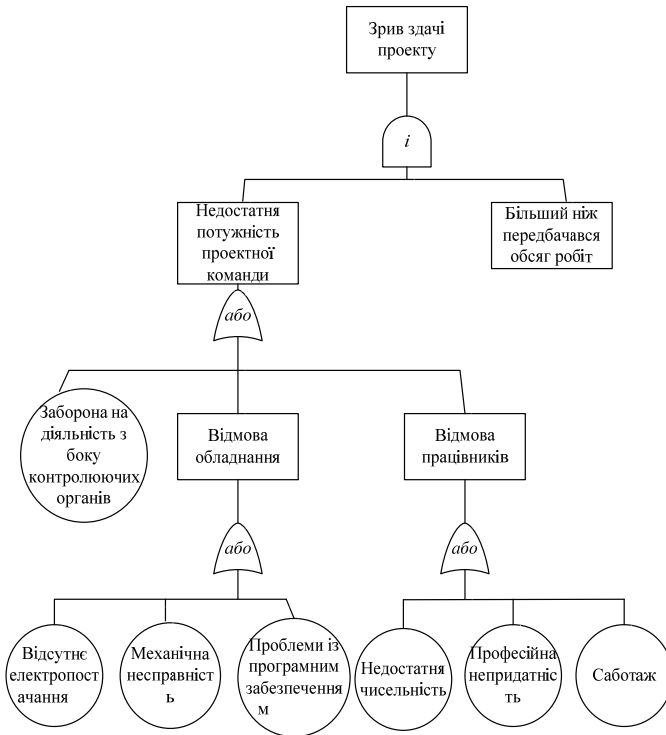 Зрив здачі
проекту
і
Недостатня
потужність
проектної
команди
Більший ніж
передбачався
обсяг робіт
або
Заборона на
діяльність з
боку
контролюючих
органів
Відмова
обладнання
Відмова
працівників
або
або
Відсутнє
електропост
ачання
Механічна
несправніст
ь
Проблеми із
програмним
забезпечення
м
Недостатня
чисельність
Професійна
непридатніс
ть
Саботаж